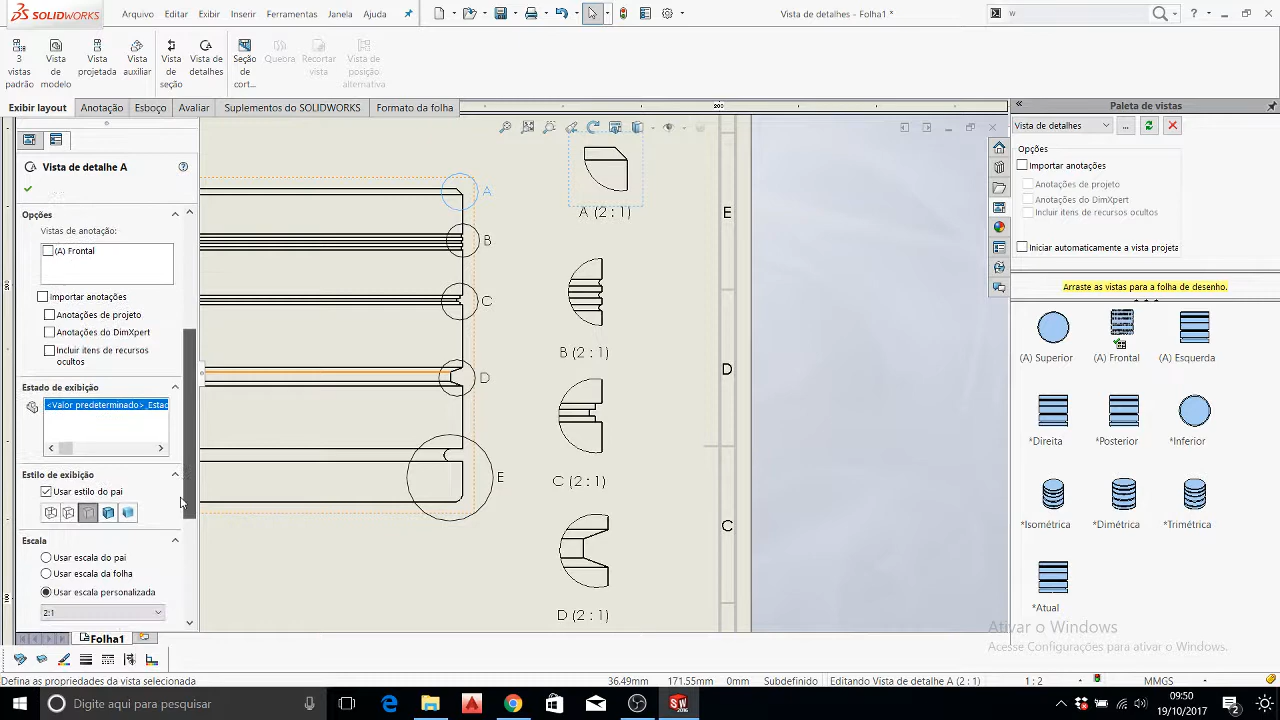 SOLIDWORKS
Arquivo Editar Exibir Inserir Ferramentas Janela Ajuda
Vista de detalhes - Folha1 *
w
3 vistas padrão
Vista de modelo
Vista projetada
Vista auxiliar
Vista de seção
Vista de detalhes
Seção de cort...
Quebra
Recortar vista
Vista de posição alternativa
Exibir layout Anotação Esboço Avaliar Suplementos do SOLIDWORKS Formato da folha
200
Paleta de vistas
Vista de detalhes
...
Opções
Importar anotações
Anotações de projeto
Anotações do DimXpert
Incluir itens de recursos ocultos
Iniciar automaticamente a vista projeta
Arraste as vistas para a folha de desenho.
(A) Superior (A) Frontal (A) Esquerda
*Direita *Posterior *Inferior
*Isométrica *Dimétrica *Trimétrica
*Atual
Vista de detalhe A
Opções
Vistas de anotação:
(A) Frontal
Importar anotações
Anotações de projeto
Anotações do DimXpert
Incluir itens de recursos
ocultos
Estado de exibição
<Valor predeterminado>_Estad
Estilo de exibição
Usar estilo do pai
Escala
Usar escala do pai
Usar escala da folha
Usar escala personalizada
2:1
A
B
C
D
E
A (2 : 1)
B (2 : 1)
C (2 : 1)
D (2 : 1)
E
D
C
Folha1
Ativar o Windows
Acesse Configurações para ativar o Windows.
Defina as propriedades da vista selecionada
36.49mm 171.55mm 0mm Subdefinido Editando Vista de detalhe A (2 : 1) 1 : 2 MMGS
Digite aqui para pesquisar
09:50
19/10/2017
2